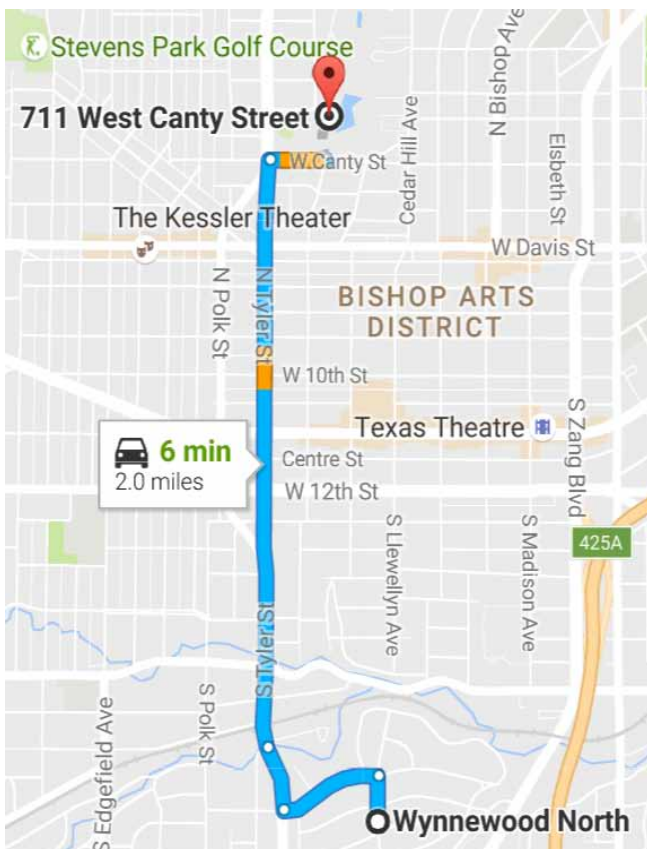 Stevens Park Golf Course
N Bishop Ave
711 West Canty Street
Cedar Hill Ave
Elsbeth St
W Canty St
The Kessler Theater
W Davis St
N Polk St
N Tyler St
BISHOP ARTS
DISTRICT
W 10th St
Texas Theatre
S Zang Blvd
6 min
2.0 miles
Centre St
W 12th St
S Llewellyn Ave
S Madison Ave
425A
S Tyler St
S Polk St
S Edgefield Ave
Wynnewood North